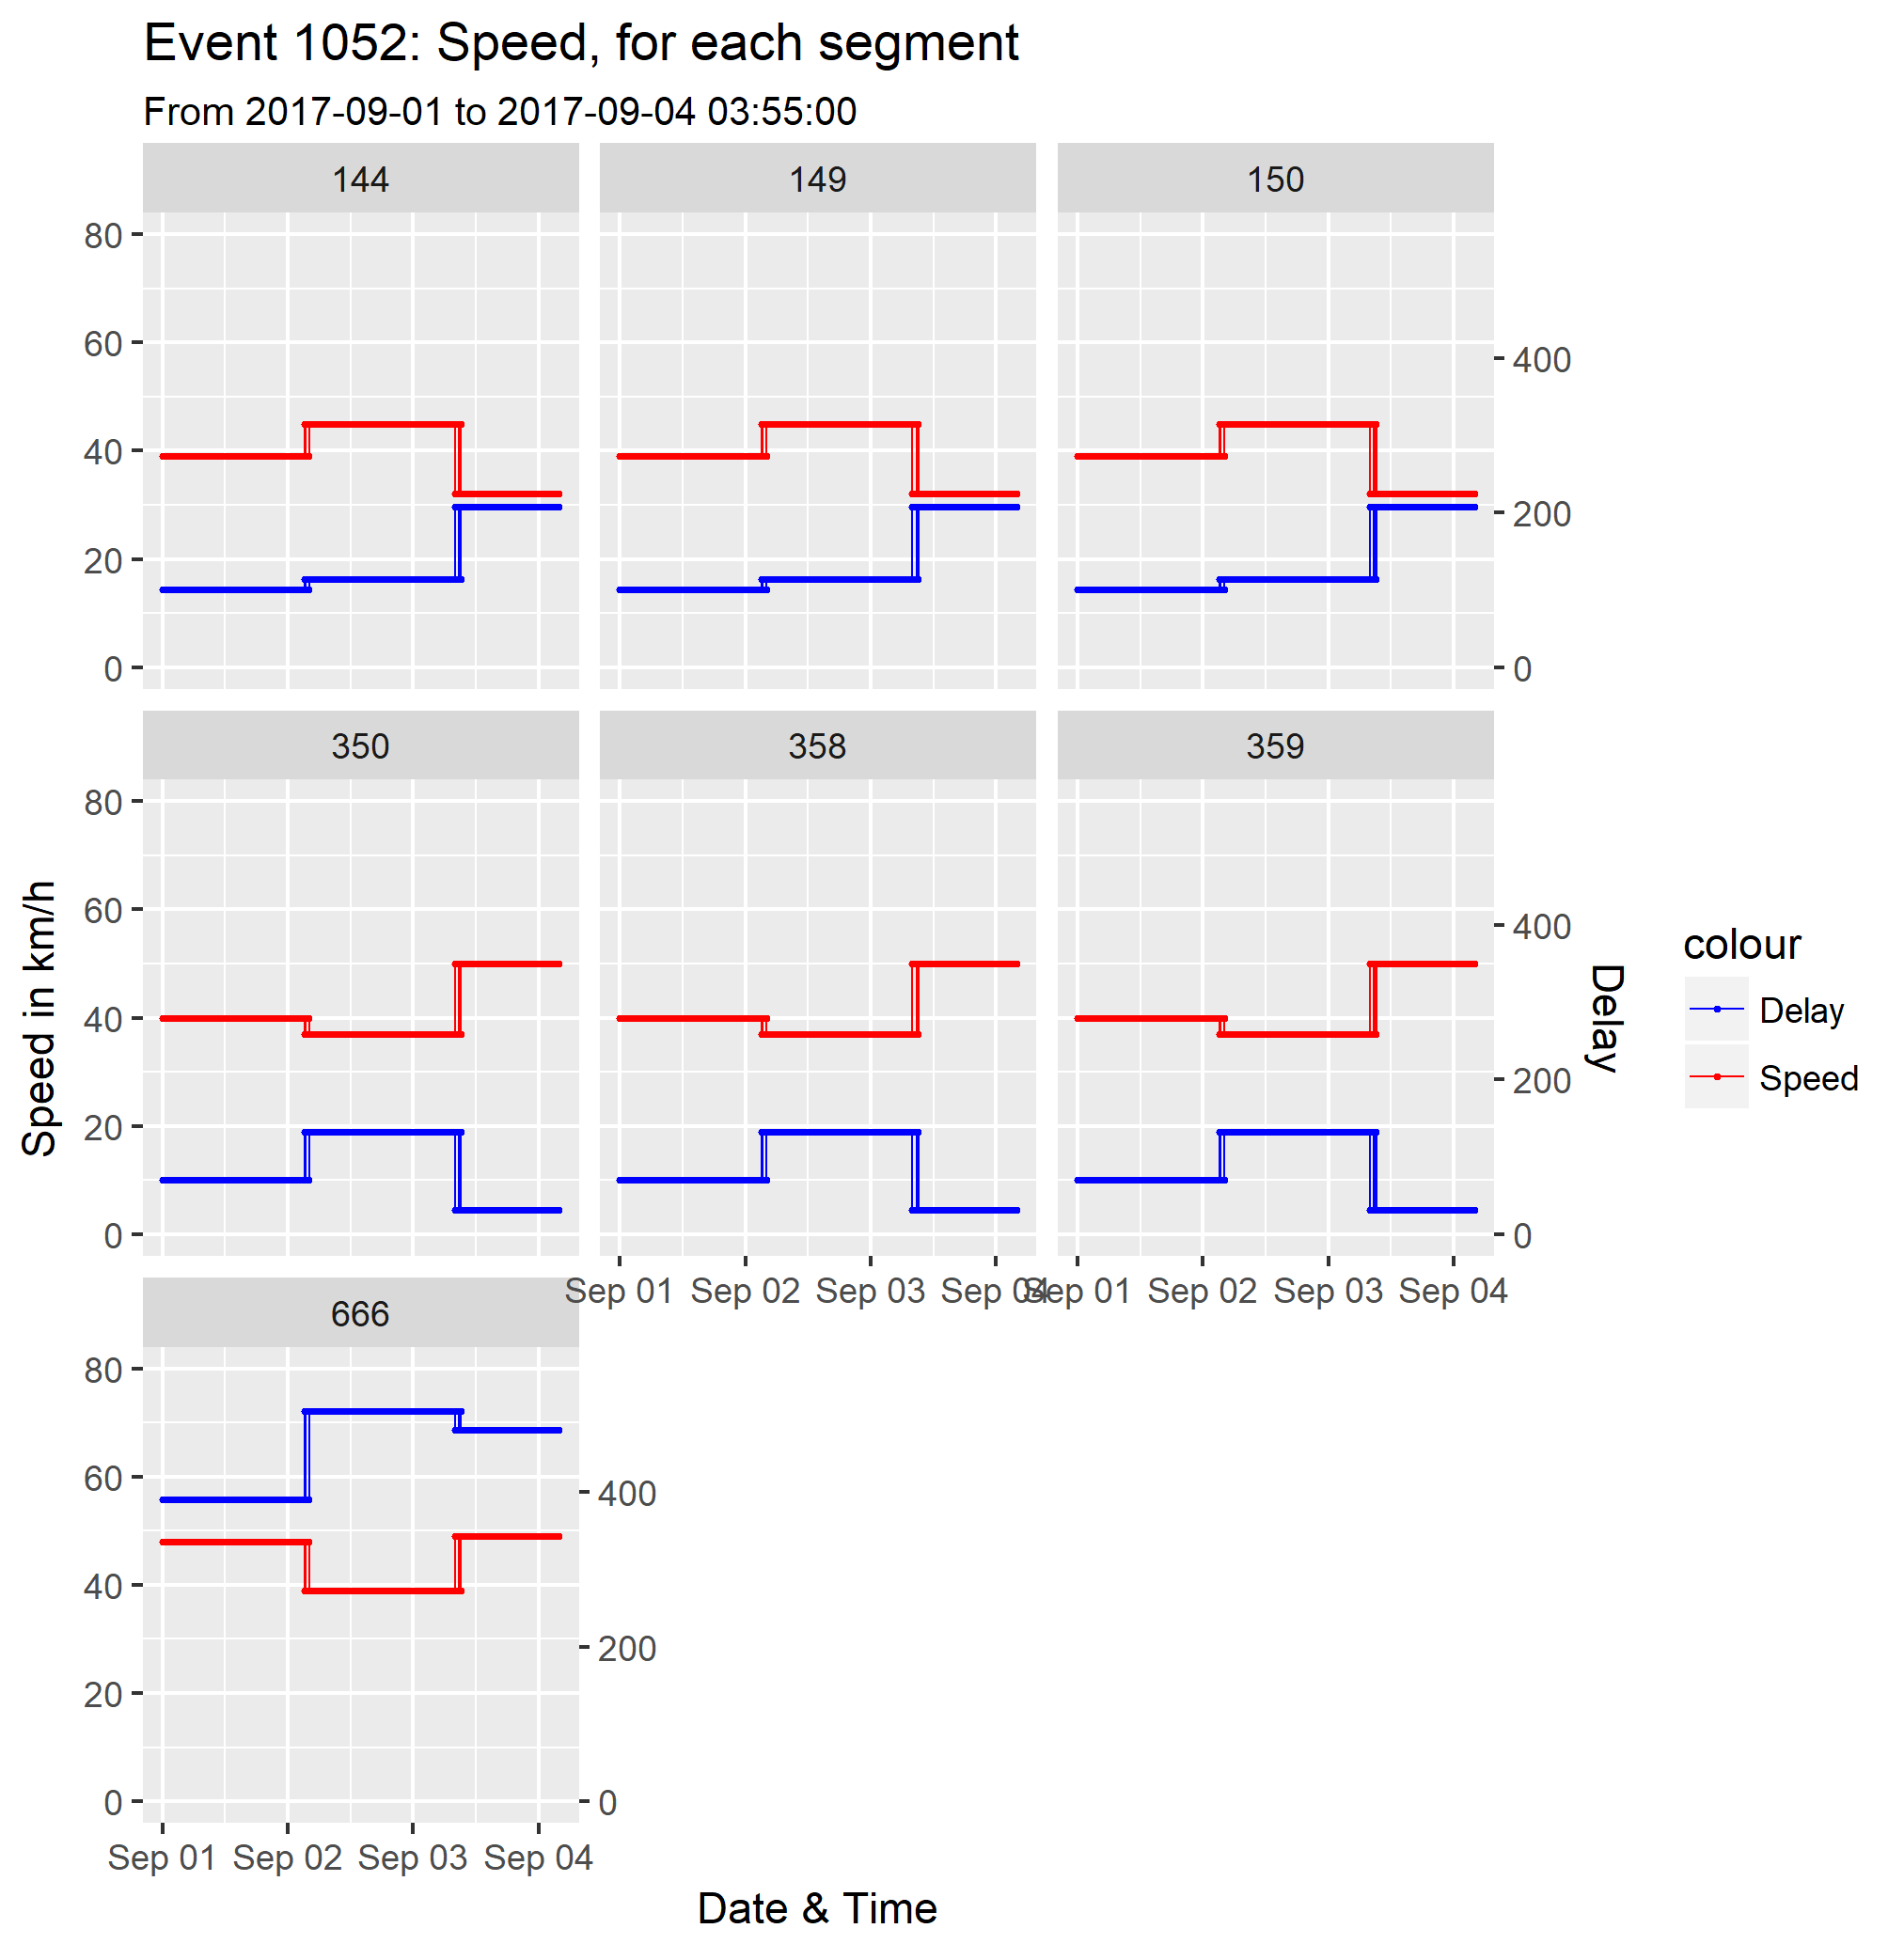 Event 1052: Speed, for each segment
From 2017-09-01 to 2017-09-04 03:55:00
144 149 150
80
60
40
20
0
400
200
0
350 358 359
80
60
40
20
0
400
200
0
Speed in km/h
Delay
colour
Delay
Speed
Sep 01 Sep 02 Sep 03 Sep 04 Sep 01 Sep 02 Sep 03 Sep 04
666
80
60
40
20
0
400
200
0
Sep 01 Sep 02 Sep 03 Sep 04
Date & Time